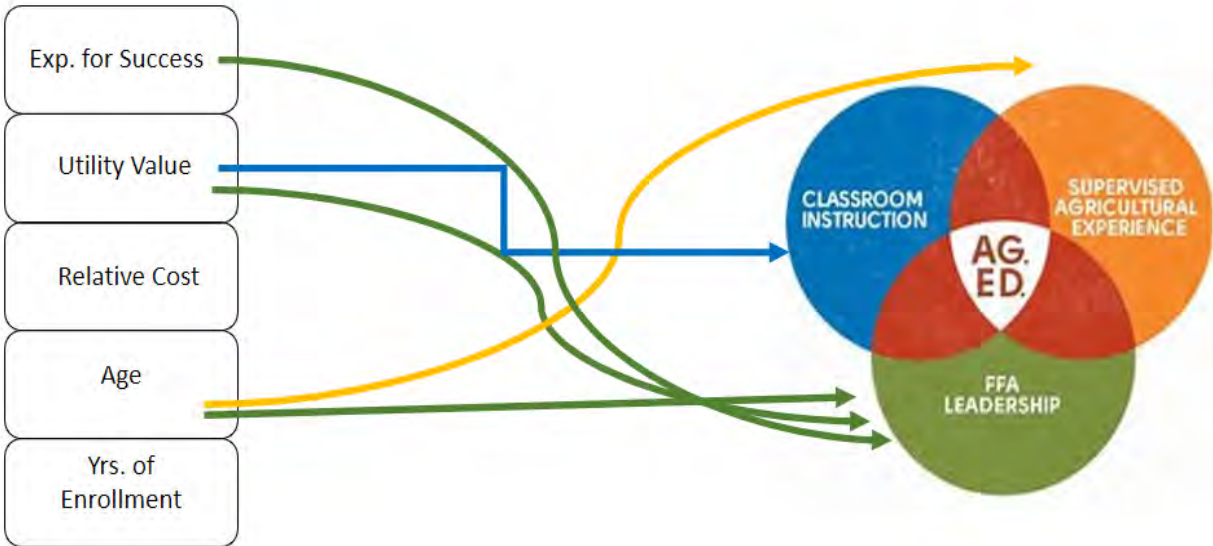 Exp. for Success
Utility Value
Relative Cost
Age
Yrs. of
Enrollment
CLASSROOM
INSTRUCTION
SUPERVISED
AGRICULTURAL
EXPERIENCE
AG.
ED.
FFA
LEADERSHIP